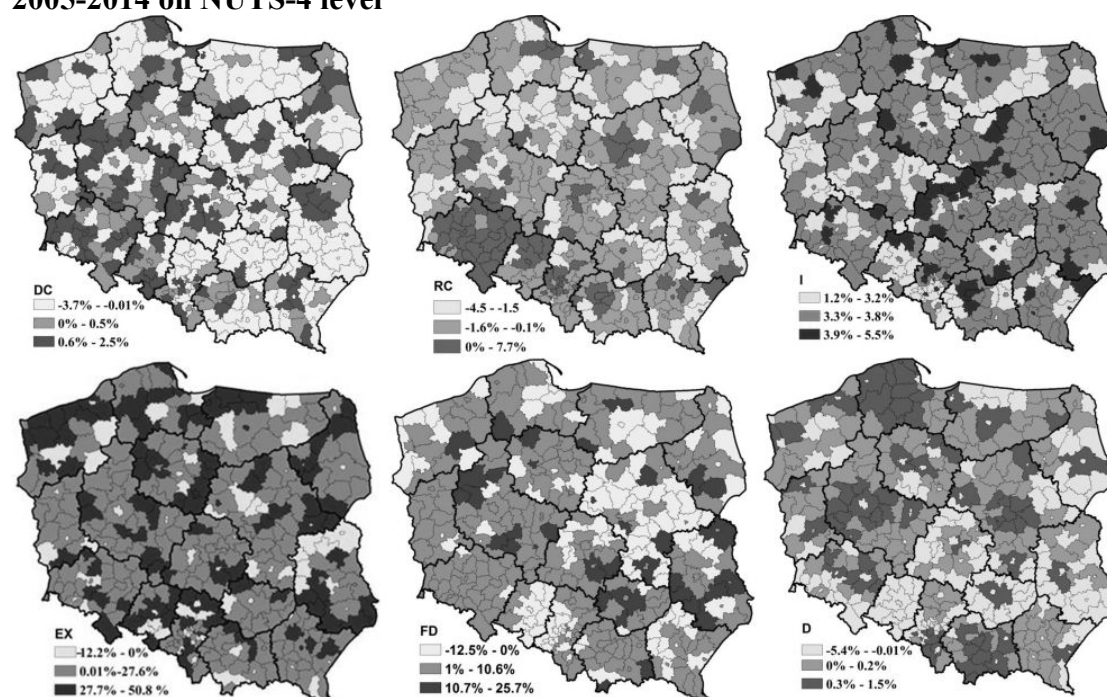 2005-2014 on NUTS-4 level
DC
-3.7% - -0.01%
0% - 0.5%
0.6% - 2.5%
RC
-4.5 - -1.5
-1.6% - -0.1%
0% - 7.7%
I
1.2% - 3.2%
3.3% - 3.8%
3.9% - 5.5%
EX
-12.2% - 0%
0.01%-27.6%
27.7% - 50.8 %
FD
-12.5% - 0%
1% - 10.6%
10.7% - 25.7%
D
-5.4% - -0.01%
0% - 0.2%
0.3% - 1.5%